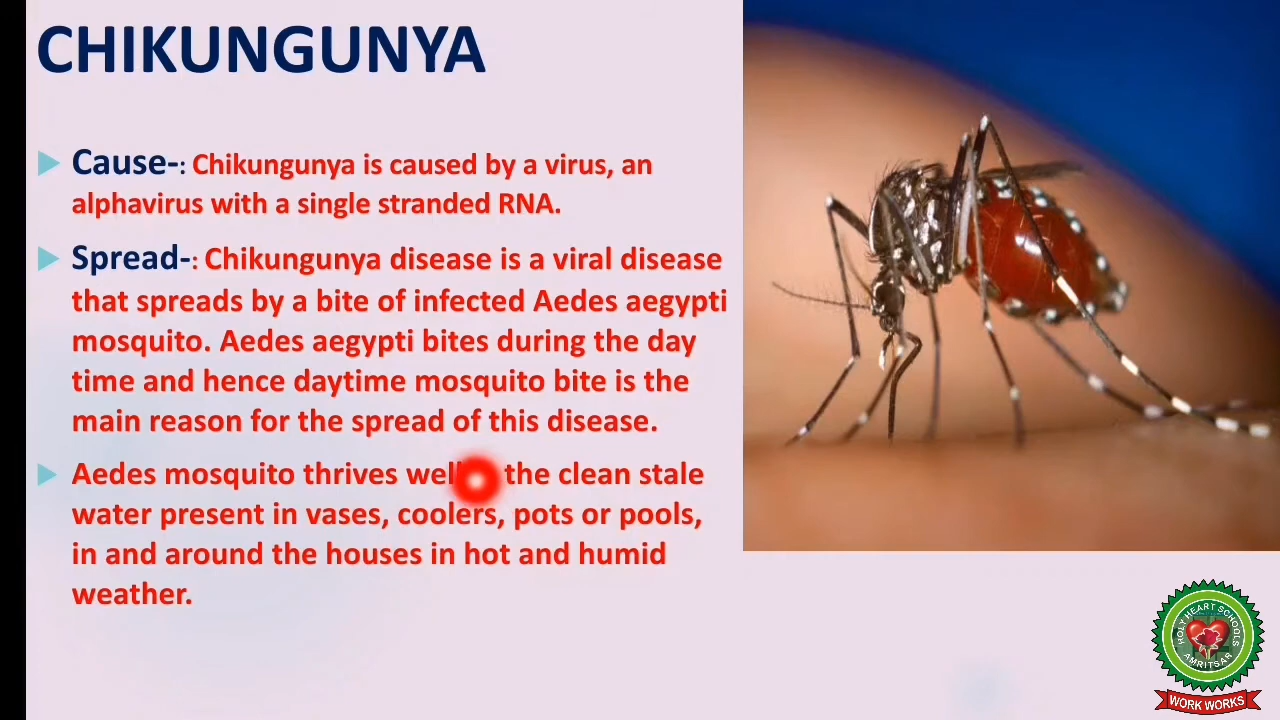 CHIKUNGUNYA
Cause-: Chikungunya is caused by a virus, an
alphavirus with a single stranded RNA.
Spread-: Chikungunya disease is a viral disease
that spreads by a bite of infected Aedes aegypti
mosquito. Aedes aegypti bites during the day
time and hence daytime mosquito bite is the
main reason for the spread of this disease.
Aedes mosquito thrives well the clean stale
water present in vases, coolers, pots or pools,
in and around the houses in hot and humid
weather.
HOLY HEART SCHOOLS
AMRITSAR
WORK WORKS